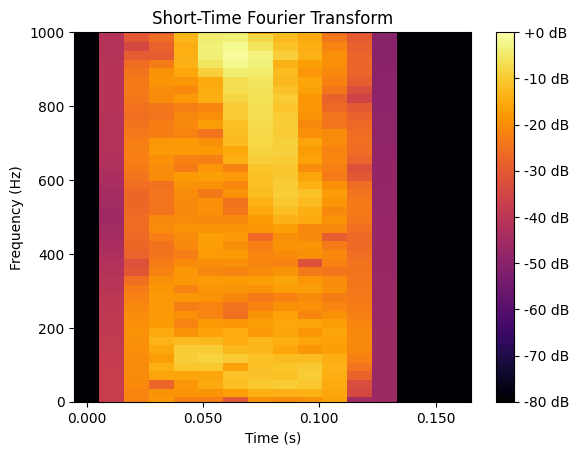 Short-Time Fourier Transform
Frequency (Hz)
1000
800
600
400
200
0
0.000
0.050
0.100
0.150
Time (s)
+0 dB
-10 dB
-20 dB
-30 dB
-40 dB
-50 dB
-60 dB
-70 dB
-80 dB